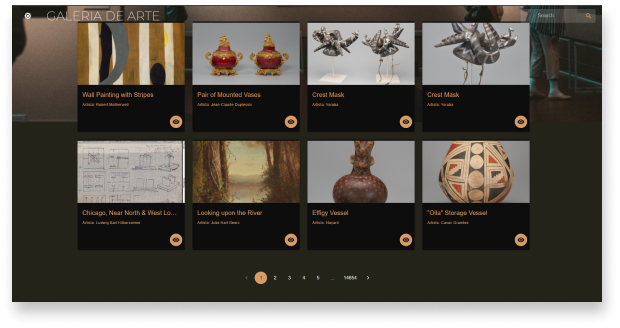 GALERIA DE ARTE
Search
Wall Painting with Stripes
Artista: Robert Motherwell
Pair of Mounted Vases
Artista: Jean-Claude Duplessis
Crest Mask
Artista: Yoruba
Crest Mask
Artista: Yoruba
Chicago, Near North & West Lo...
Artista: Ludwig Karl Hilberseimer
Looking upon the River
Artista: Julie Hart Beers
Effigy Vessel
Artista: Nayarit
"Olla" Storage Vessel
Artista: Casas Grandes
1 2 3 4 5 ... 14554